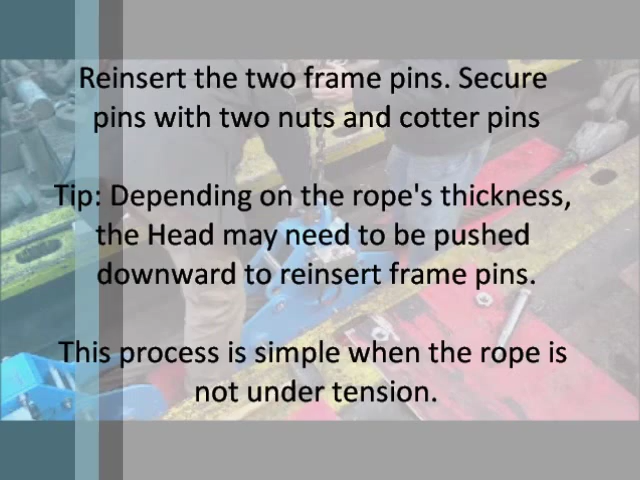 Reinsert the two frame pins. Secure
pins with two nuts and cotter pins
Tip: Depending on the rope's thickness,
the Head may need to be pushed
downward to reinsert frame pins.
This process is simple when the rope is
not under tension.